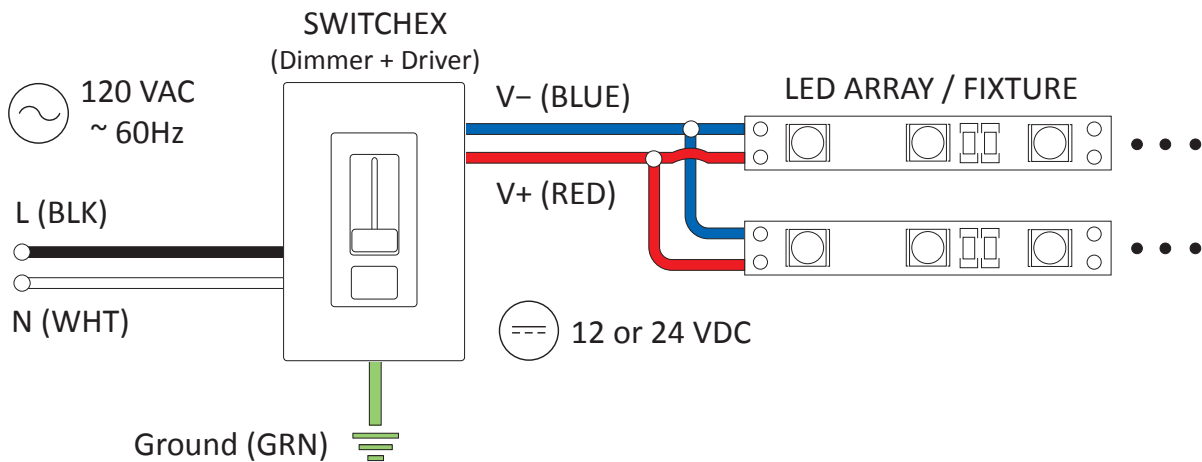 SWITCHEX
(Dimmer + Driver)
120 VAC
~ 60Hz
V− (BLUE)
LED ARRAY / FIXTURE
V+ (RED)
L (BLK)
N (WHT)
12 or 24 VDC
Ground (GRN)